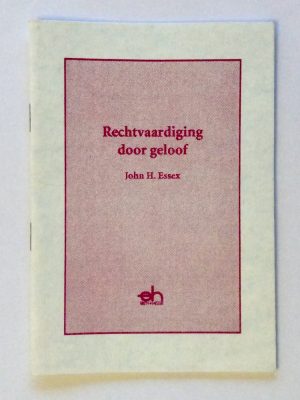 Rechtvaardiging
door geloof
John H. Essex
eh